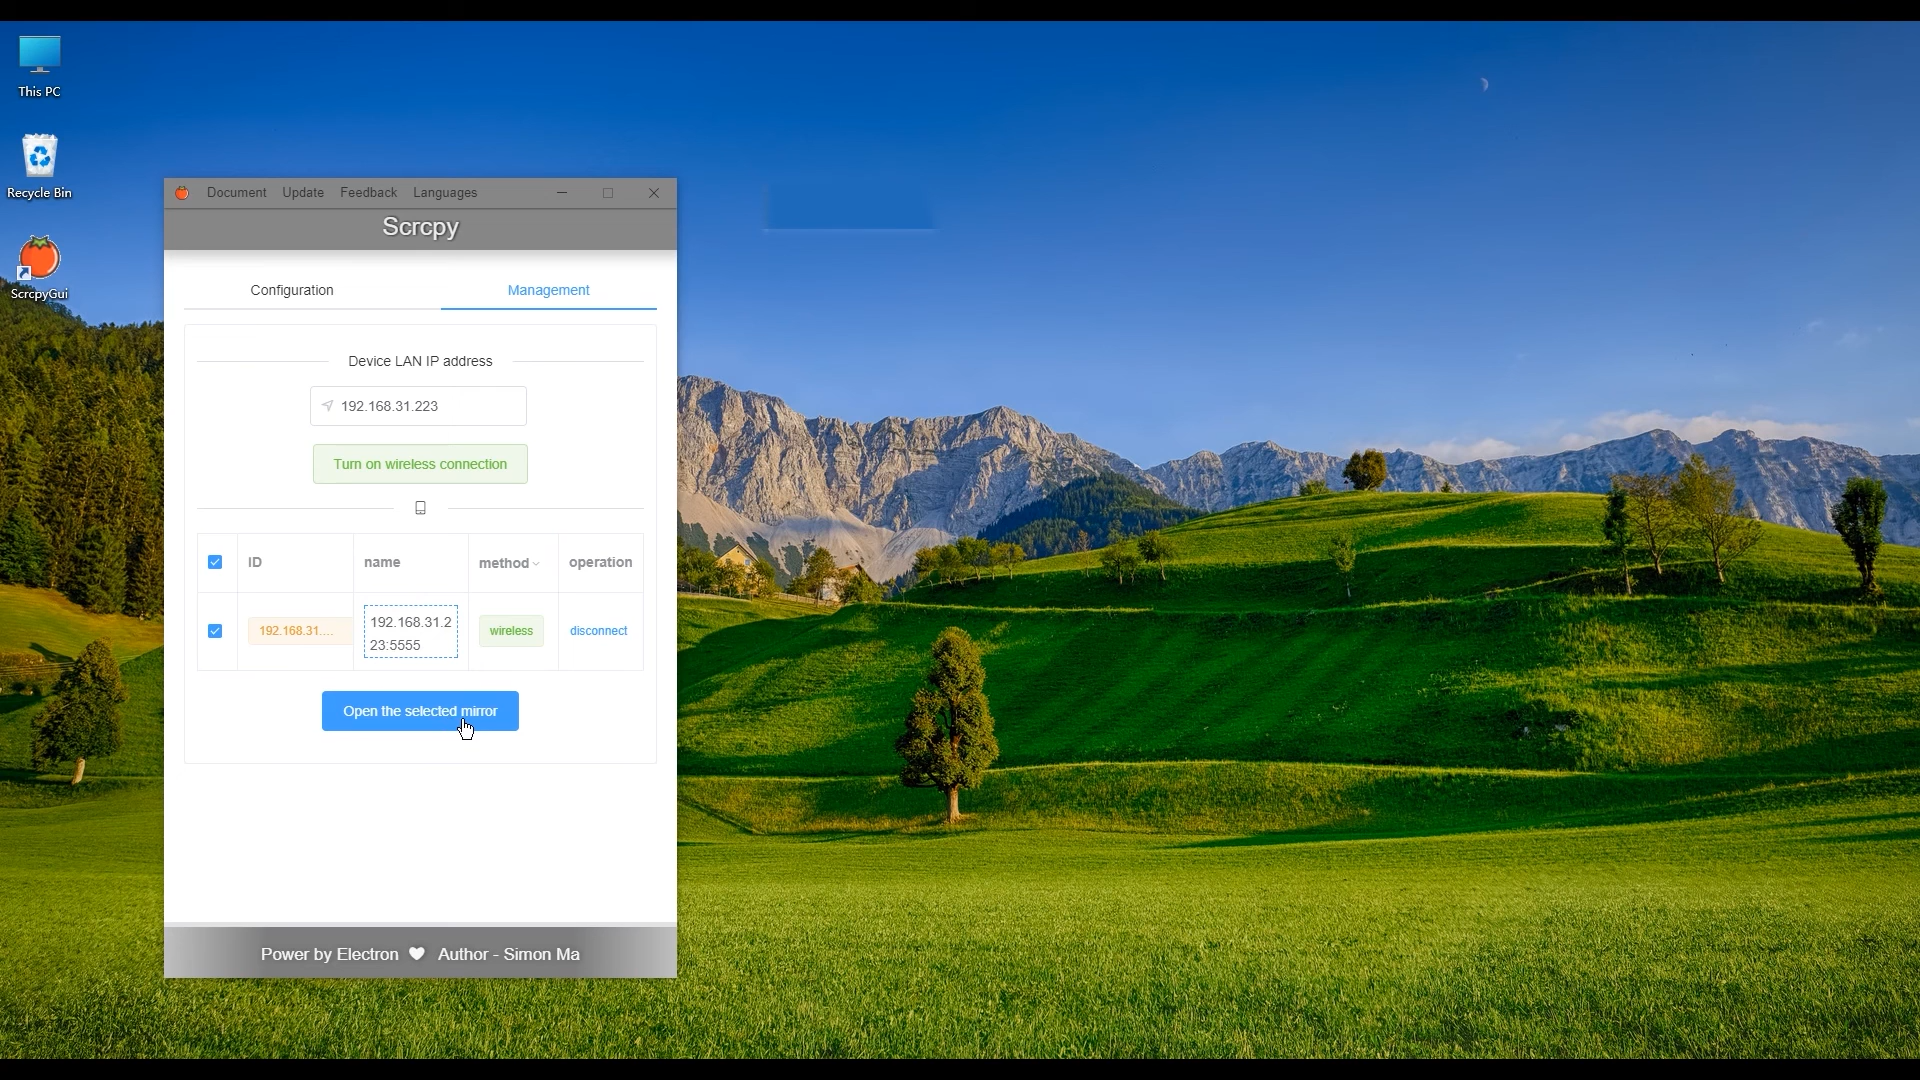 This PC
Recycle Bin
ScrcpyGui
Document Update Feedback Languages
Scrcpy
Configuration Management
Device LAN IP address
192.168.31.223
Turn on wireless connection
ID name method operation
192.168.31.... 192.168.31.2 wireless disconnect
23:5555
Open the selected mirror
Power by Electron Author - Simon Ma